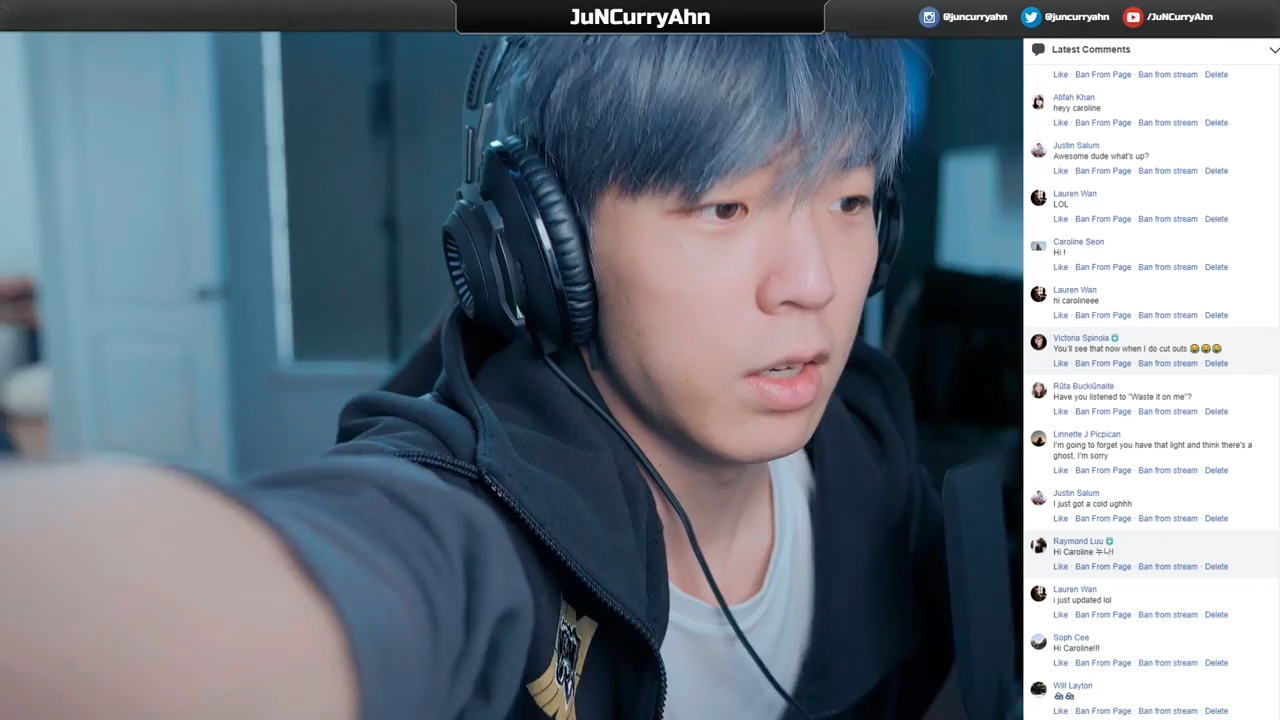 JuNCurryAhn
@juncurryahn
@juncurryahn
/JuNCurryAhn
Latest Comments
Like · Ban From Page · Ban from stream · Delete
Atifah Khan
heyy caroline
Like · Ban From Page · Ban from stream · Delete
Justin Salum
Awesome dude what's up?
Like · Ban From Page · Ban from stream · Delete
Lauren Wan
LOL
Like · Ban From Page · Ban from stream · Delete
Caroline Seon
Hi !
Like · Ban From Page · Ban from stream · Delete
Lauren Wan
hi carolineee
Like · Ban From Page · Ban from stream · Delete
Victoria Spinola
You'll see that now when I do cut outs 😂😂😂
Like · Ban From Page · Ban from stream · Delete
Rūta Buckiūnaitė
Have you listened to "Waste it on me"?
Like · Ban From Page · Ban from stream · Delete
Linnette J Picpican
I'm going to forget you have that light and think there's a
ghost, I'm sorry
Like · Ban From Page · Ban from stream · Delete
Justin Salum
I just got a cold ughhh
Like · Ban From Page · Ban from stream · Delete
Raymond Luu
Hi Caroline 누나!
Like · Ban From Page · Ban from stream · Delete
Lauren Wan
i just updated lol
Like · Ban From Page · Ban from stream · Delete
Soph Cee
Hi Caroline!!!
Like · Ban From Page · Ban from stream · Delete
Will Layton
Like · Ban From Page · Ban from stream · Delete